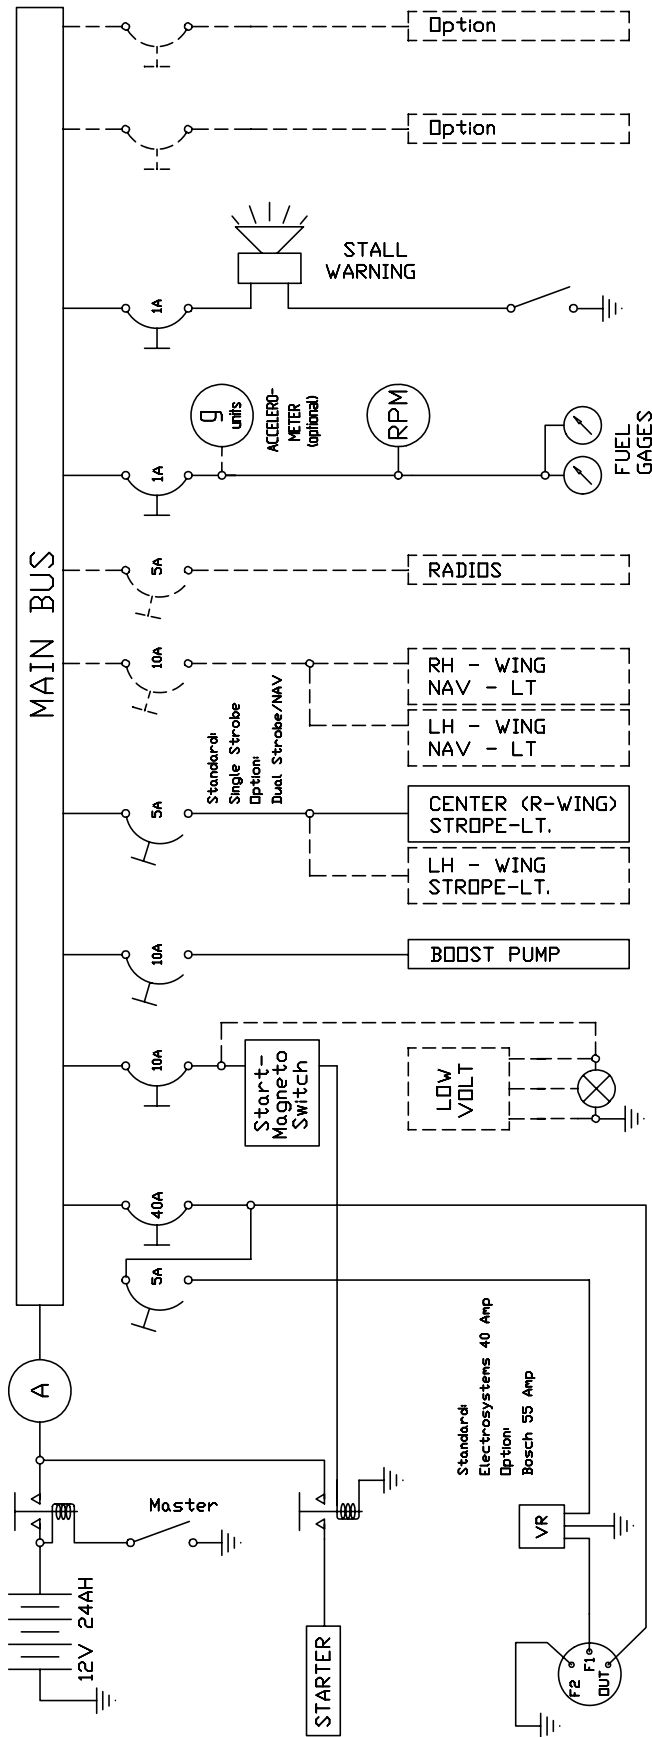 Option
Option
STALL
WARNING
1A
g
units
ACCELERO-
METER
(optional)
RPM
FUEL
GAGES
1A
MAIN BUS
5A
RADIOS
10A
RH - WING
NAV - LT
LH - WING
NAV - LT
Standard:
Single Strobe
Option:
Dual Strobe/NAV
5A
CENTER (R-WING)
STROPE-LT.
LH - WING
STROPE-LT.
10A
BOOST PUMP
10A
Start-
Magneto
Switch
LOW
VOLT
40A
5A
A
Standard:
Electrosystems 40 Amp
Option:
Bosch 55 Amp
Master
VR
12V 24AH
STARTER
F2
F1
OUT